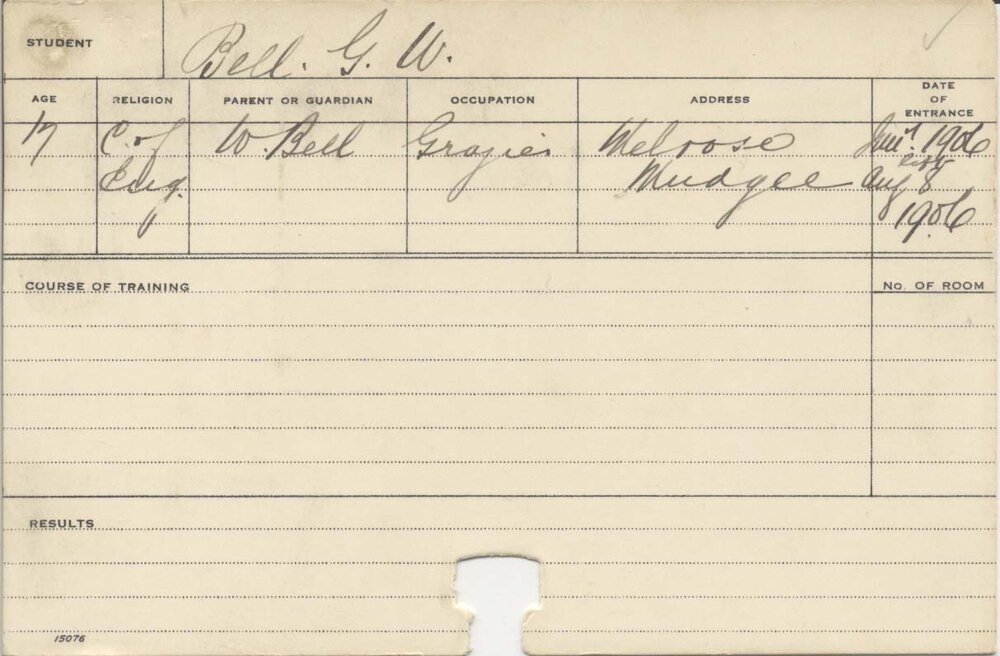 STUDENT Bell. G. W.
AGE RELIGION PARENT OR GUARDIAN OCCUPATION ADDRESS DATE OF ENTRANCE
17 C. of W. Bell Grazier Melrose 1906
Eng. Mudgee Aug 8
1906
COURSE OF TRAINING No. OF ROOM
RESULTS
15076